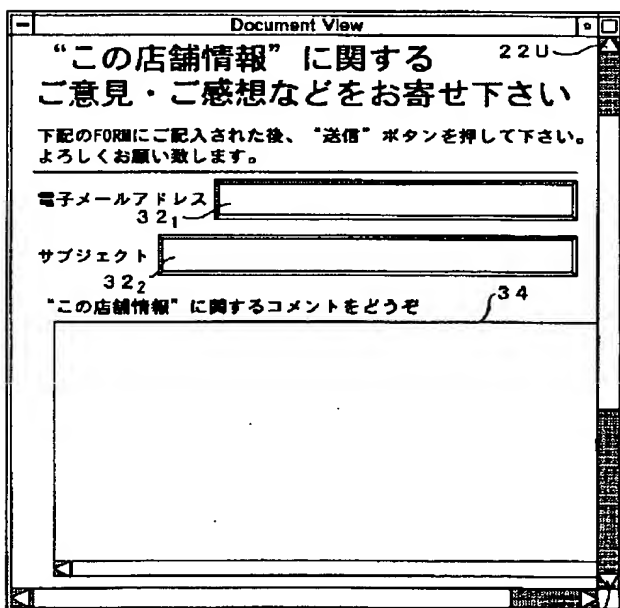 Document View
“この店舗情報”に関する 22U
ご意見・ご感想などをお寄せ下さい
下記のFORMにご記入された後、“送信”ボタンを押して下さい。
よろしくお願い致します。
電子メールアドレス
32₁
サブジェクト
32₂
“この店舗情報”に関するコメントをどうぞ
34